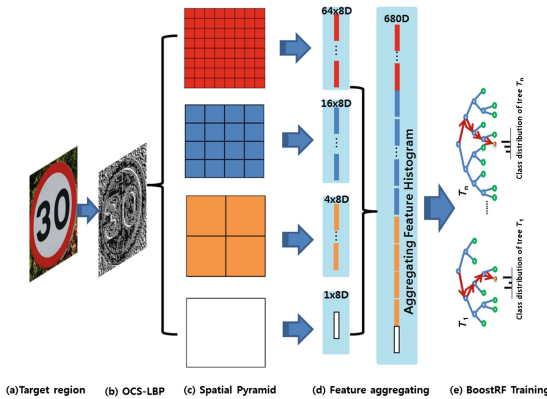 64x8D
680D
16x8D
4x8D
1x8D
30
30
Aggregating Feature Histogram
Tn
......
T1
Class distribution of tree Tn
Class distribution of tree T1
(a)Target region
(b) OCS-LBP
(c) Spatial Pyramid
(d) Feature aggregating
(e) BoostRF Training